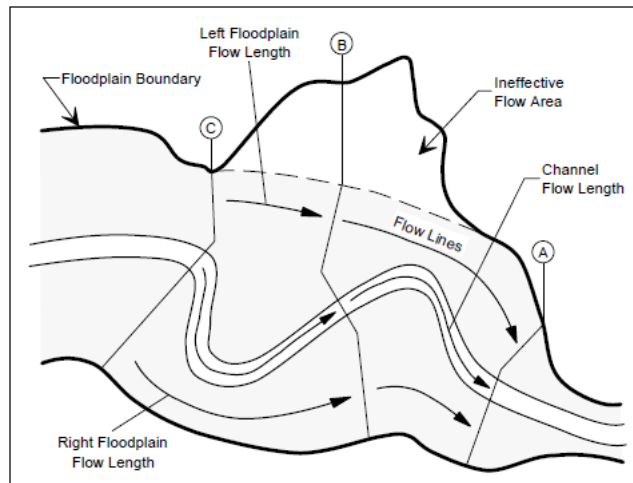 Left Floodplain
Flow Length
B
Floodplain Boundary
Ineffective
Flow Area
C
Channel
Flow Length
Flow Lines
A
Right Floodplain
Flow Length